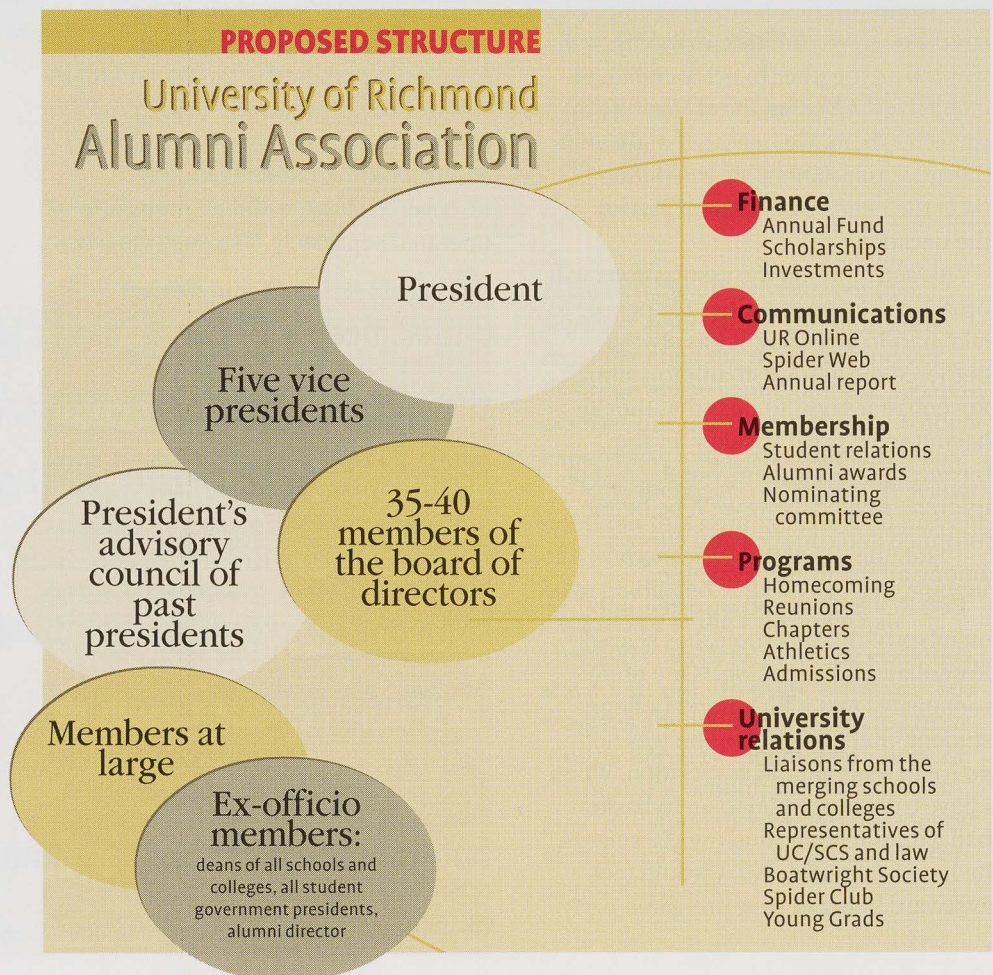 PROPOSED STRUCTURE
University of Richmond
Alumni Association
President
Five vice
presidents
35-40
members of
the board of
directors
President's
advisory
council of
past
presidents
Members at
large
Ex-officio
members:
deans of all schools and
colleges, all student
government presidents,
alumni director
Finance
Annual Fund
Scholarships
Investments
Communications
UR Online
Spider Web
Annual report
Membership
Student relations
Alumni awards
Nominating
committee
Programs
Homecoming
Reunions
Chapters
Athletics
Admissions
University
relations
Liaisons from the
merging schools
and colleges
Representatives of
UC/SCS and law
Boatwright Society
Spider Club
Young Grads